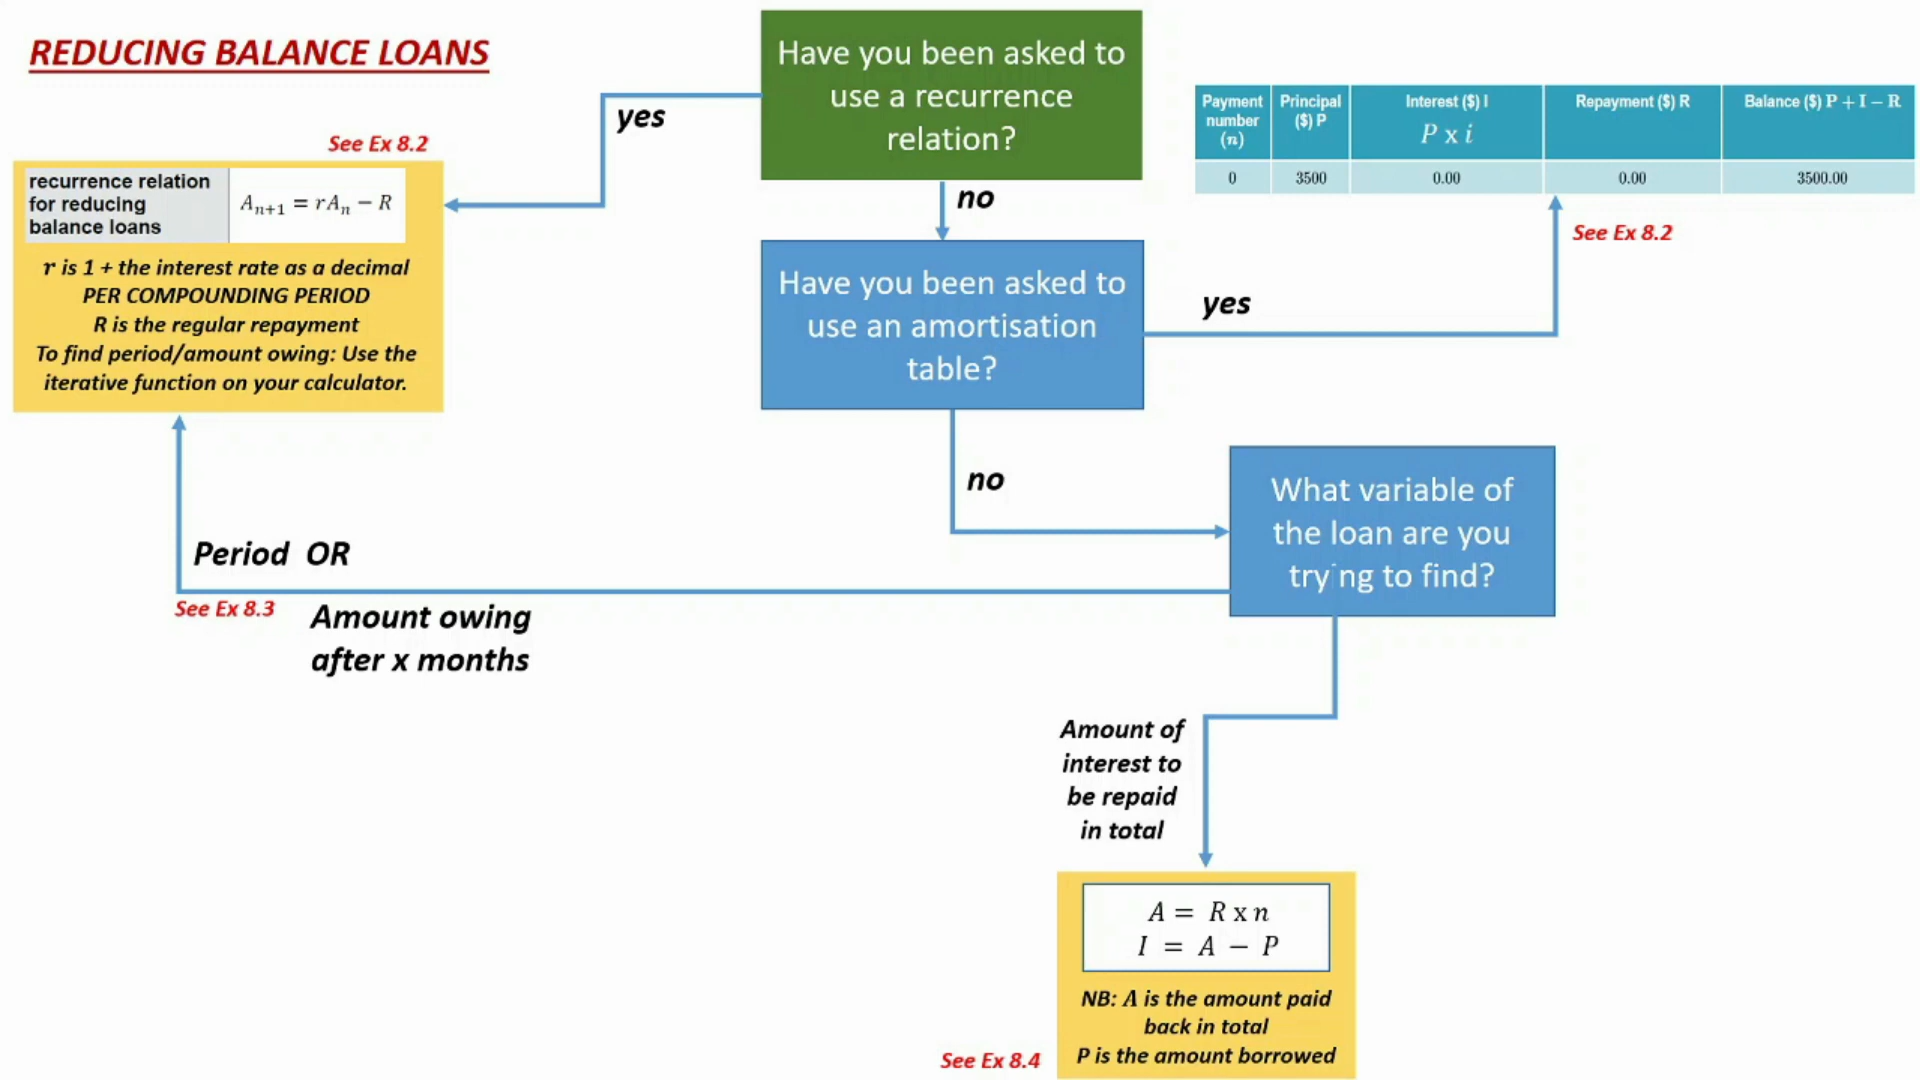 REDUCING BALANCE LOANS
Have you been asked to
use a recurrence
relation?
yes
no
See Ex 8.2
recurrence relation
for reducing
balance loans
Aₙ₊₁ = rAₙ − R
r is 1 + the interest rate as a decimal
PER COMPOUNDING PERIOD
R is the regular repayment
To find period/amount owing: Use the
iterative function on your calculator.
Payment
number
(n)
Principal
($) P
Interest ($) I
P x i
Repayment ($) R
Balance ($) P + I − R
0 3500 0.00 0.00 3500.00
See Ex 8.2
Have you been asked to
use an amortisation
table?
yes
no
What variable of
the loan are you
trying to find?
Period OR
See Ex 8.3
Amount owing
after x months
Amount of
interest to
be repaid
in total
A = R x n
I = A − P
NB: A is the amount paid
back in total
P is the amount borrowed
See Ex 8.4